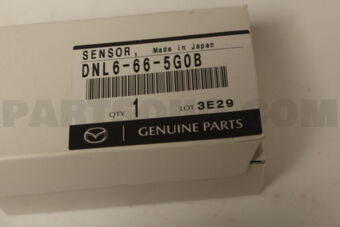 SENSOR, Made in Japan
DNL6-66-5G0B
QTY 1 LOT 3E29
GENUINE PARTS